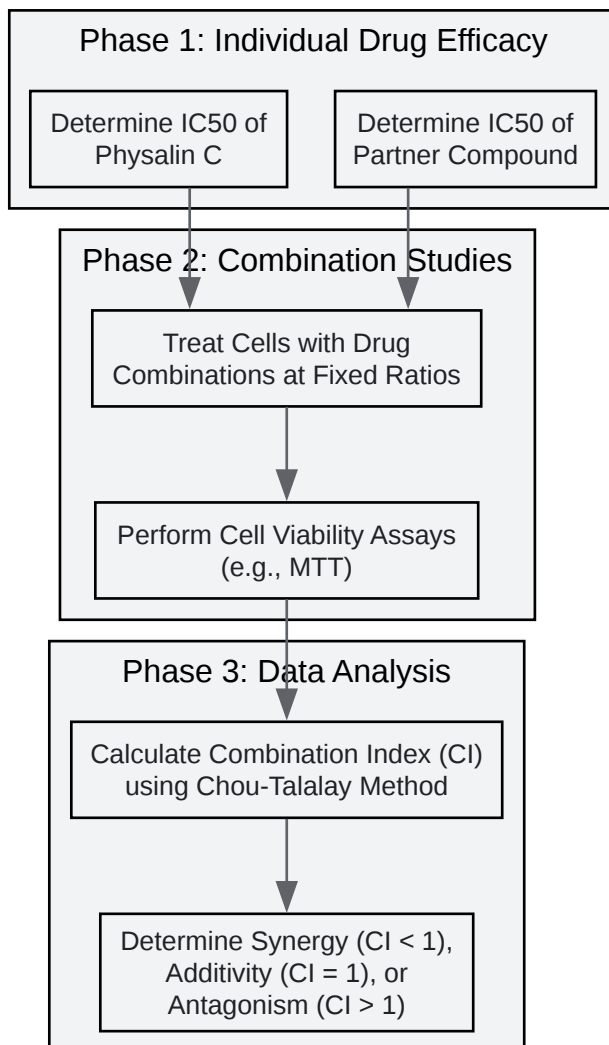 Phase 1: Individual Drug Efficacy
Determine IC50 of
Physalin C
Determine IC50 of
Partner Compound
Phase 2: Combination Studies
Treat Cells with Drug
Combinations at Fixed Ratios
Perform Cell Viability Assays
(e.g., MTT)
Phase 3: Data Analysis
Calculate Combination Index (CI)
using Chou-Talalay Method
Determine Synergy (CI < 1),
Additivity (CI = 1), or
Antagonism (CI > 1)